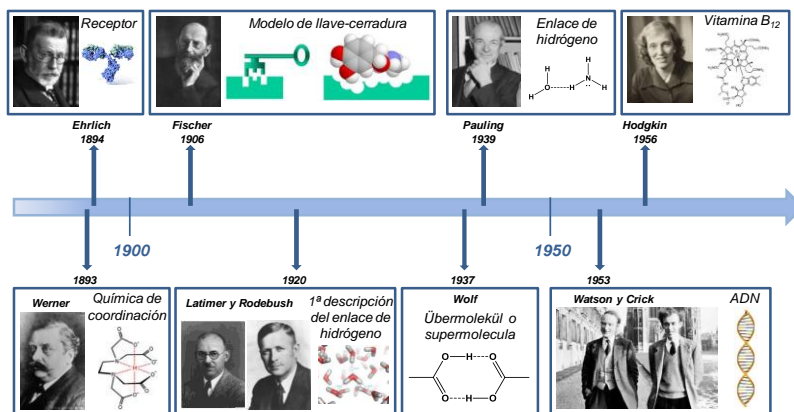 Receptor
Modelo de llave-cerradura
Enlace de
hidrógeno
Vitamina B₁₂
Ehrlich
1894
Fischer
1906
Pauling
1939
Hodgkin
1956
1900
1950
1893
1920
1937
1953
Werner
Química de
coordinación
Latimer y Rodebush
1ª descripción
del enlace de
hidrógeno
Wolf
Übermolekül o
supermolecula
Watson y Crick
ADN